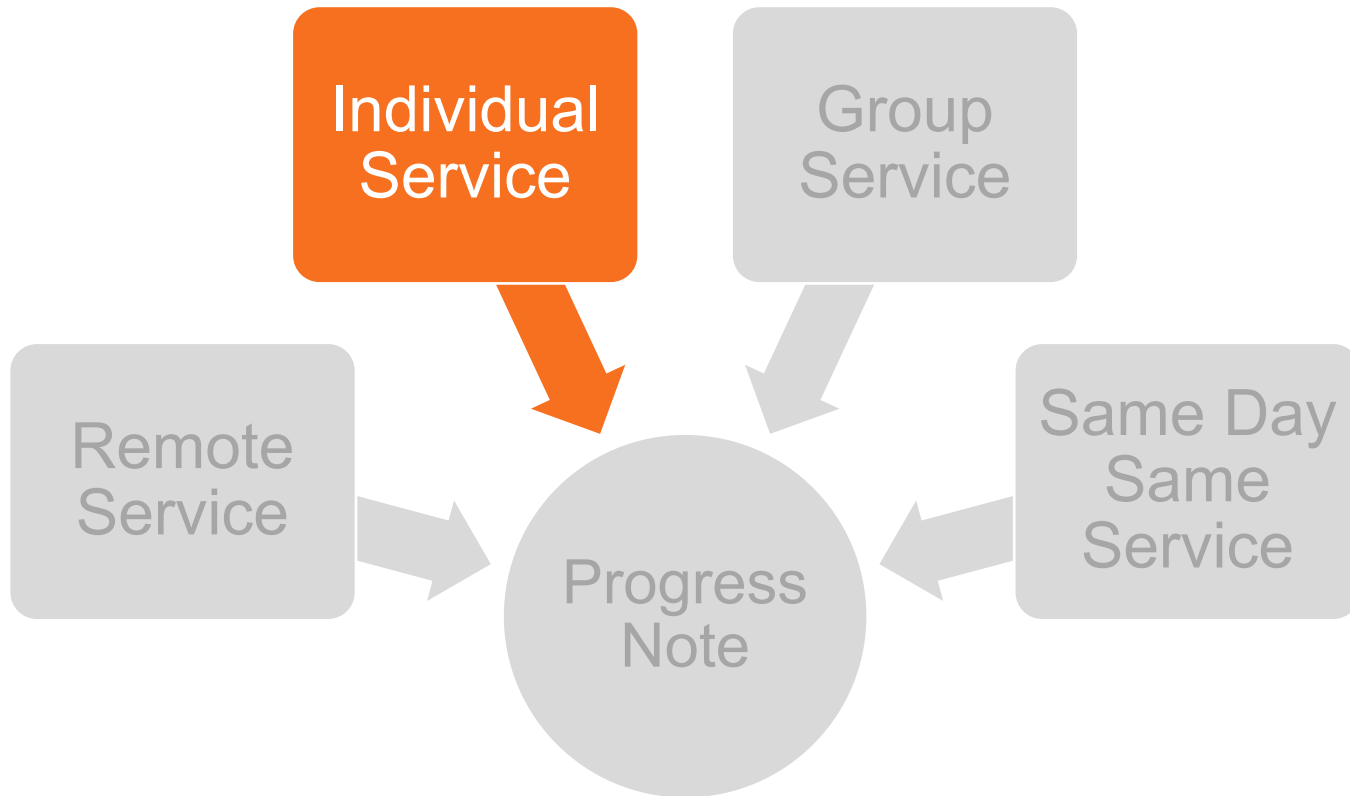 Individual
Service
Group
Service
Remote
Service
Same Day
Same
Service
Progress
Note